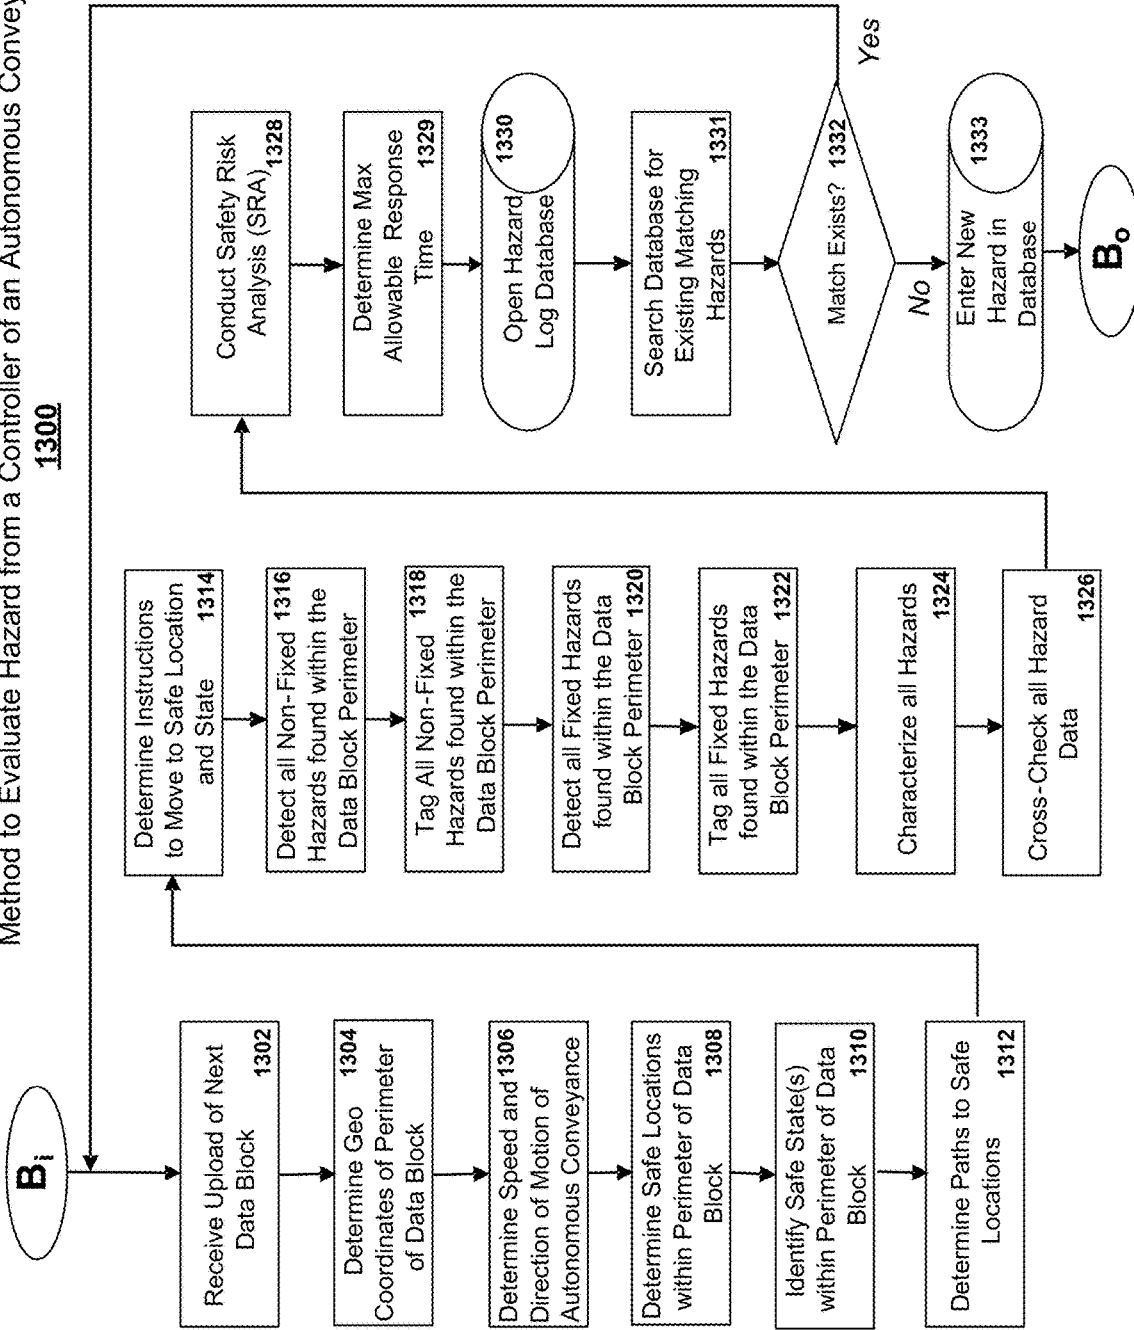 Method to Evaluate Hazard from a Controller of an Autonomous
1300
Bi
Receive Upload of Next
Data Block
1302
Determine Geo
1304
Coordinates of Perimeter
of Data Block
Determine Speed and 1306
Direction of Motion of
Autonomous Conveyance
Determine Safe Locations
within Perimeter of Data
Block 1308
Identify Safe State(s)
within Perimeter of Data
Block 1310
Determine Paths to Safe
Locations
1312
Determine Instructions
to Move to Safe Location
and State 1314
Detect all Non-Fixed 1316
Hazards found within the
Data Block Perimeter
Tag All Non-Fixed 1318
Hazards found within the
Data Block Perimeter
Detect all Fixed Hazards
found within the Data
Block Perimeter 1320
Tag all Fixed Hazards
found within the Data
Block Perimeter 1322
Characterize all Hazards
1324
Cross-Check all Hazard
Data
1326
Conduct Safety Risk
Analysis (SRA)
1328
Determine Max
Allowable Response
Time 1329
1330
Open Hazard
Log Database
Search Database for
Existing Matching
Hazards 1331
Match Exists? 1332
Yes
No
1333
Enter New
Hazard in
Database
Bo